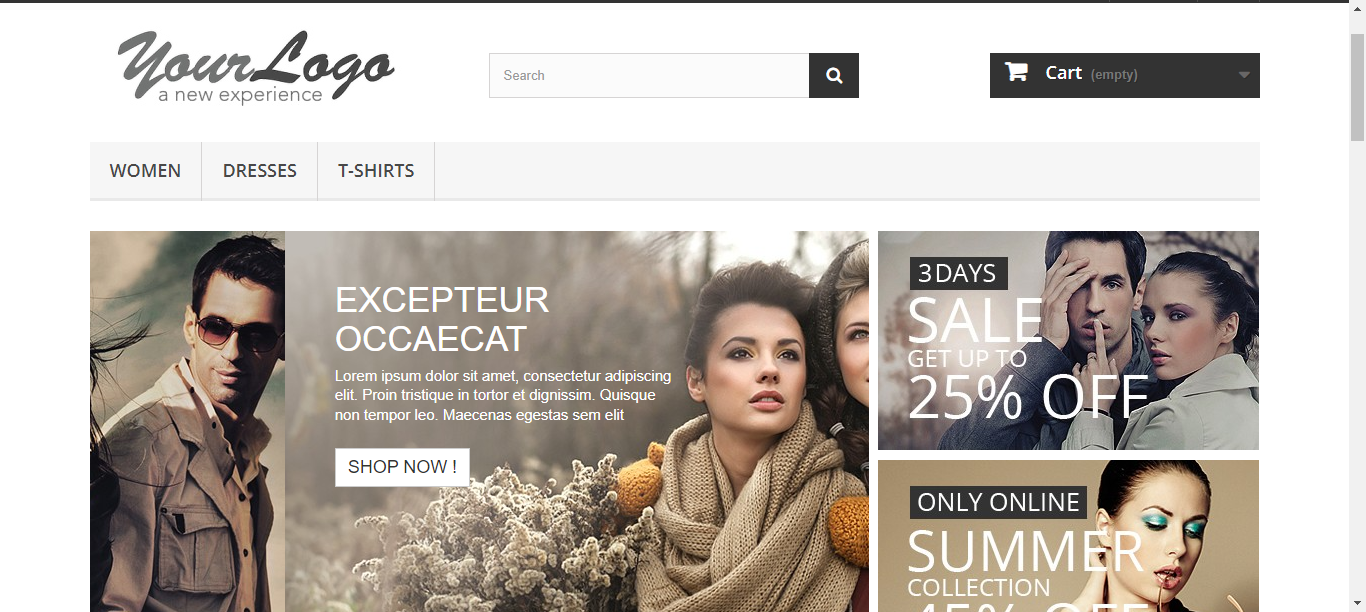 YourLogo
a new experience
Search
Cart (empty)
WOMEN
DRESSES
T-SHIRTS
EXCEPTEUR
OCCAECAT
Lorem ipsum dolor sit amet, consectetur adipiscing
elit. Proin tristique in tortor et dignissim. Quisque
non tempor leo. Maecenas egestas sem elit
SHOP NOW !
3 DAYS
SALE
GET UP TO
25% OFF
ONLY ONLINE
SUMMER
COLLECTION
45% OFF